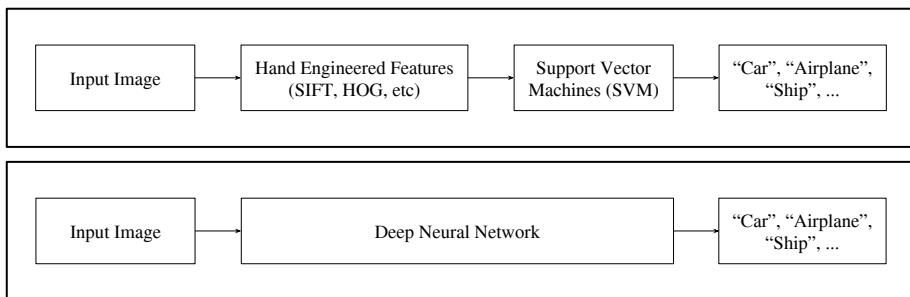 Input Image
Hand Engineered Features
(SIFT, HOG, etc)
Support Vector
Machines (SVM)
“Car”, “Airplane”,
“Ship”, ...
Input Image
Deep Neural Network
“Car”, “Airplane”,
“Ship”, ...